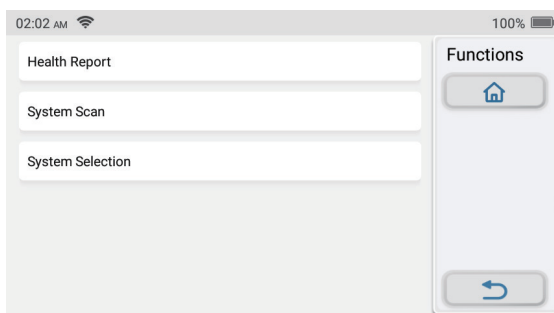 02:02 AM
100%
Health Report
System Scan
System Selection
Functions